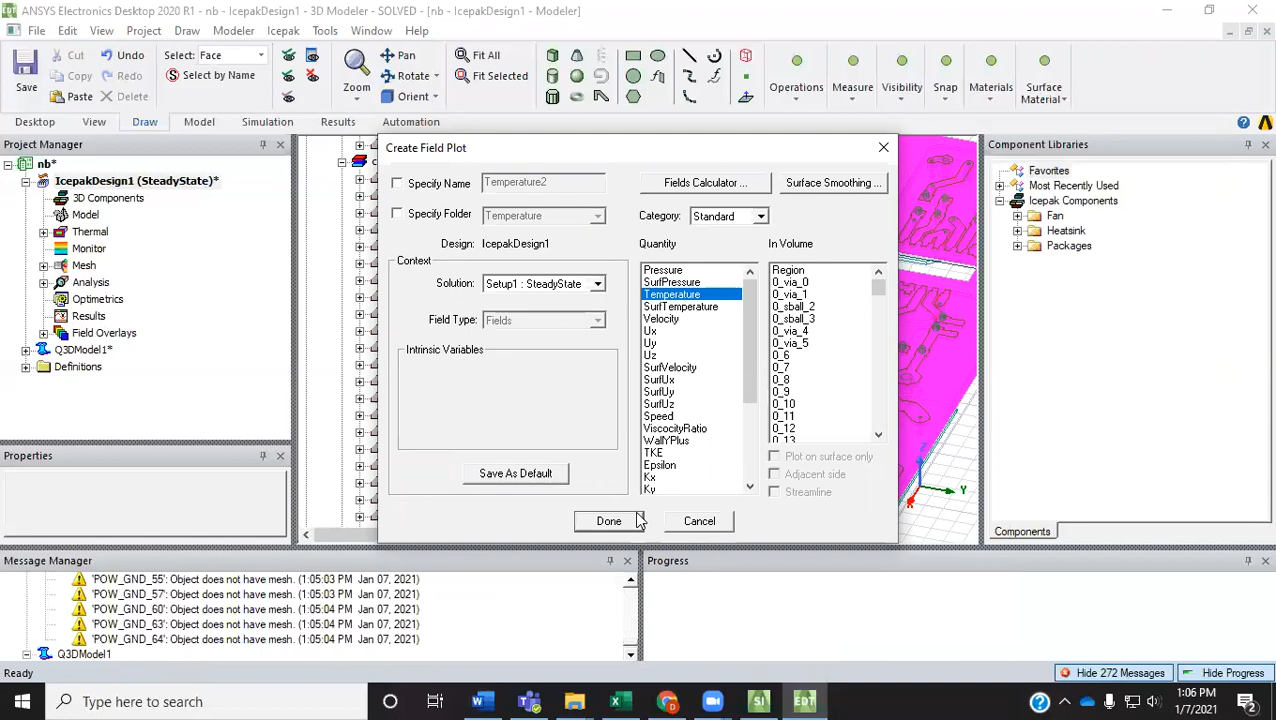 ANSYS Electronics Desktop 2020 R1 - nb - IcepakDesign1 - 3D Modeler - SOLVED - [nb - IcepakDesign1 - Modeler]
File Edit View Project Draw Modeler Icepak Tools Window Help
Save
Cut
Copy
Paste
Undo
Redo
Delete
Select: Face
Select by Name
Zoom
Pan
Rotate
Orient
Fit All
Fit Selected
Operations
Measure
Visibility
Snap
Materials
Surface Material
Desktop View Draw Model Simulation Results Automation
Project Manager
nb*
IcepakDesign1 (SteadyState)*
3D Components
Model
Thermal
Monitor
Mesh
Analysis
Optimetrics
Results
Field Overlays
Q3DModel1*
Definitions
Properties
Create Field Plot
Specify Name Temperature2
Fields Calculator ...
Surface Smoothing ...
Specify Folder Temperature
Category: Standard
Design: IcepakDesign1
Quantity
In Volume
Context
Solution: Setup1 : SteadyState
Field Type: Fields
Intrinsic Variables
Save As Default
Pressure
SurfPressure
Temperature
SurfTemperature
Velocity
Ux
Uy
Uz
SurfVelocity
SurfUx
SurfUy
SurfUz
Speed
ViscosityRatio
WallYPlus
TKE
Epsilon
Kx
Ky
Region
0_via_0
0_via_1
0_sball_2
0_sball_3
0_via_4
0_via_5
0_6
0_7
0_8
0_9
0_10
0_11
0_12
0_13
Plot on surface only
Adjacent side
Streamline
Done
Cancel
Z
Y
Component Libraries
Favorites
Most Recently Used
Icepak Components
Fan
Heatsink
Packages
Components
Message Manager
'POW_GND_55': Object does not have mesh. (1:05:03 PM Jan 07, 2021)
'POW_GND_57': Object does not have mesh. (1:05:03 PM Jan 07, 2021)
'POW_GND_60': Object does not have mesh. (1:05:04 PM Jan 07, 2021)
'POW_GND_63': Object does not have mesh. (1:05:04 PM Jan 07, 2021)
'POW_GND_64': Object does not have mesh. (1:05:04 PM Jan 07, 2021)
Q3DModel1
Progress
Ready
Hide 272 Messages
Hide Progress
Type here to search
SI
EDT
1:06 PM
1/7/2021
2